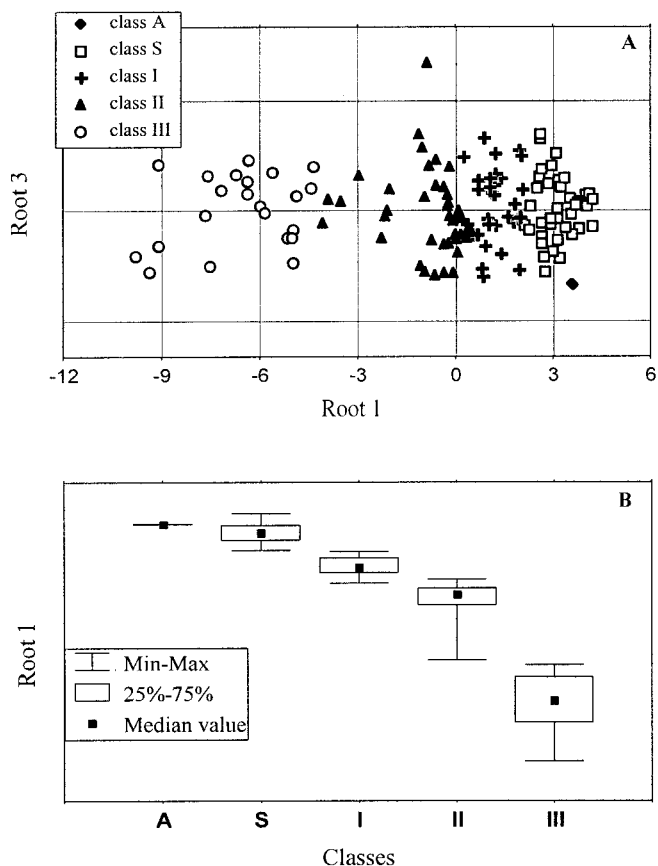 A
class A
class S
class I
class II
class III
Root 3
-12 -9 -6 -3 0 3 6
Root 1
B
Root 1
Min-Max
25%-75%
Median value
A S I II III
Classes